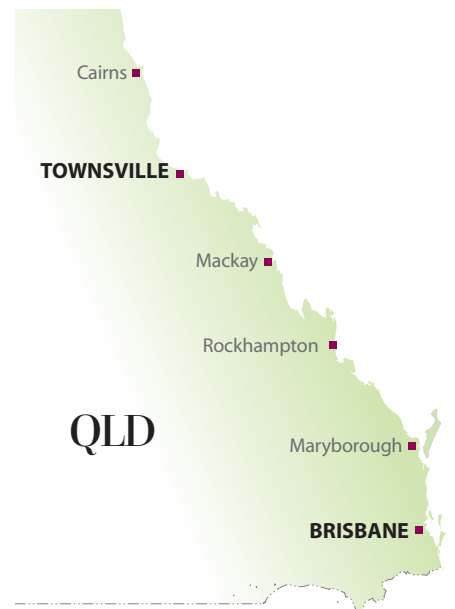 Cairns
TOWNSVILLE
Mackay
Rockhampton
QLD
Maryborough
BRISBANE